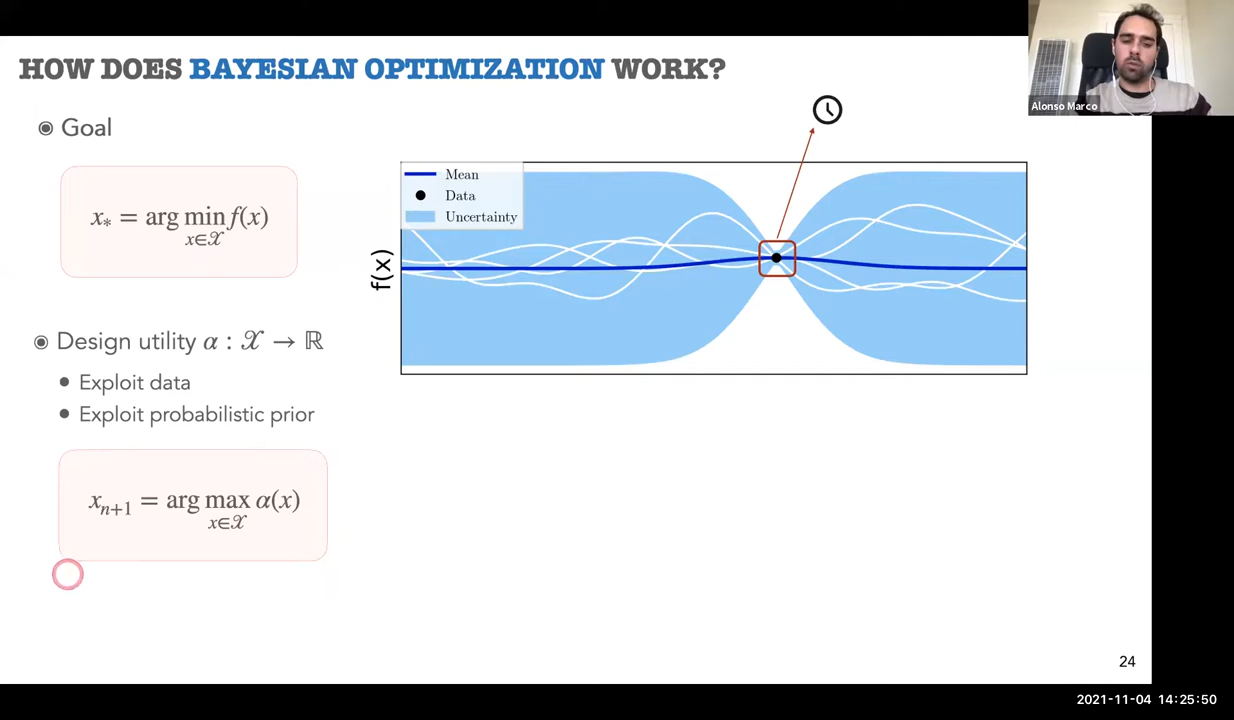 HOW DOES BAYESIAN OPTIMIZATION WORK?
Alonso Marco
Goal
x* = arg min f(x)
x∈𝒳
Design utility α : 𝒳 → ℝ
Exploit data
Exploit probabilistic prior
xn+1 = arg max α(x)
x∈𝒳
Mean
Data
Uncertainty
f(x)
24
2021-11-04 14:25:50